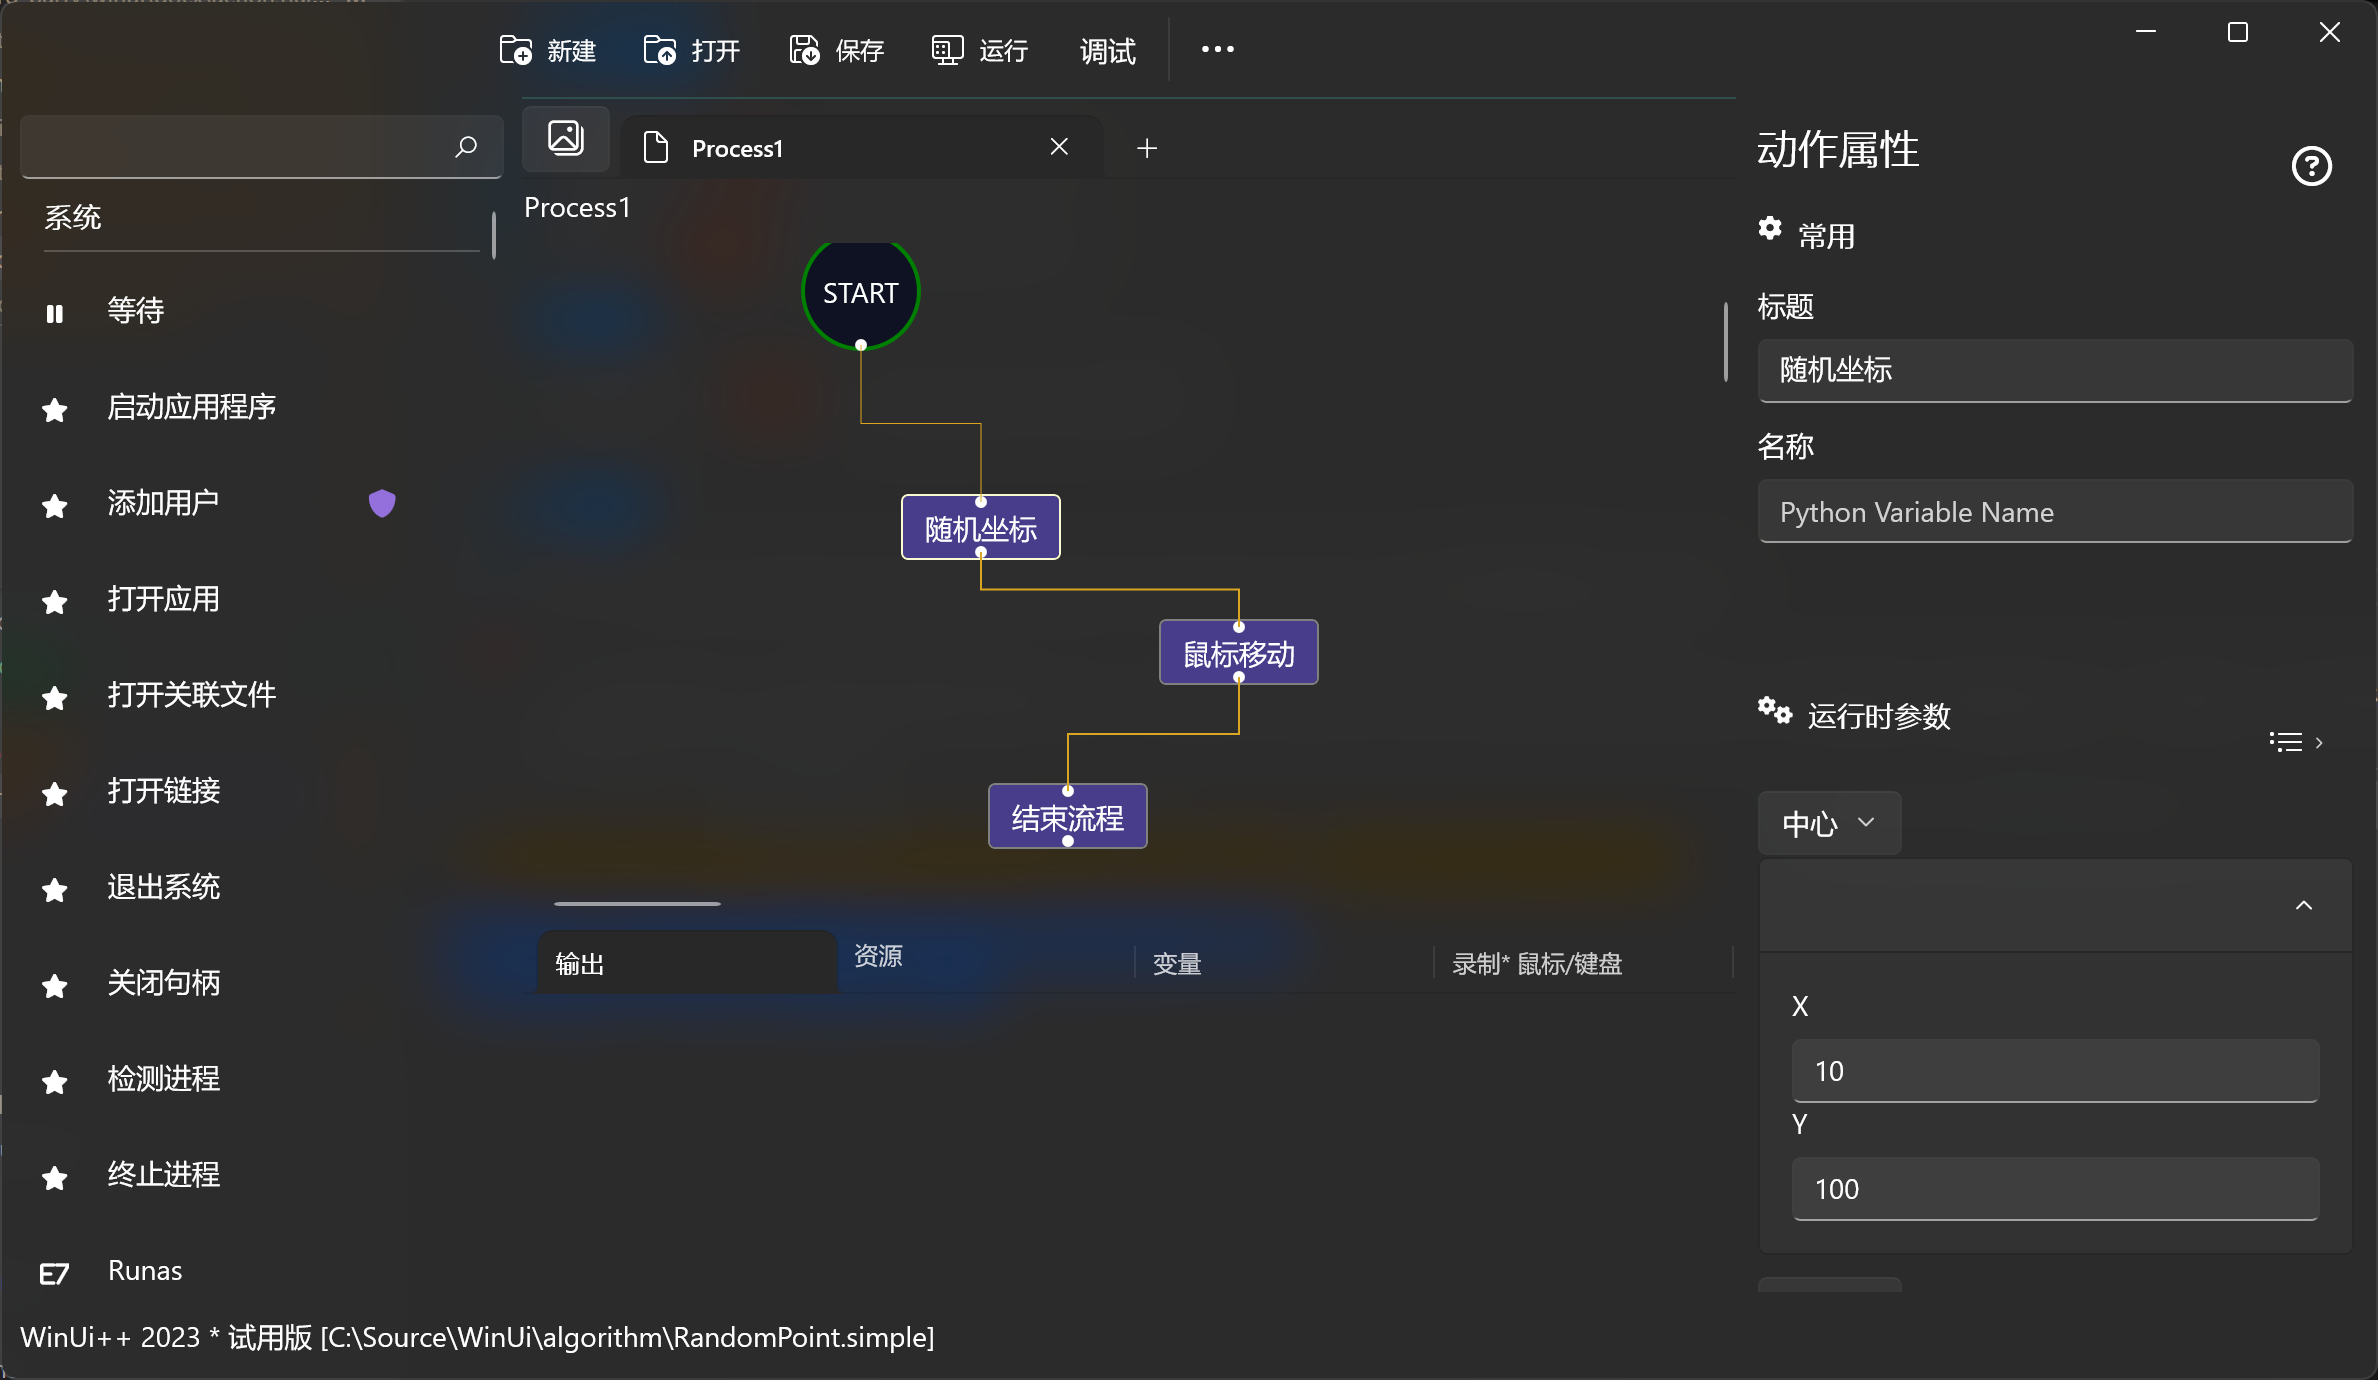 新建
打开
保存
运行
调试
Process1
Process1
系统
等待
启动应用程序
添加用户
打开应用
打开关联文件
打开链接
退出系统
关闭句柄
检测进程
终止进程
E7 Runas
START
随机坐标
鼠标移动
结束流程
输出
资源
变量
录制* 鼠标/键盘
动作属性
常用
标题
随机坐标
名称
Python Variable Name
运行时参数
中心
X
10
Y
100
WinUi++ 2023 * 试用版 [C:\Source\WinUi\algorithm\RandomPoint.simple]